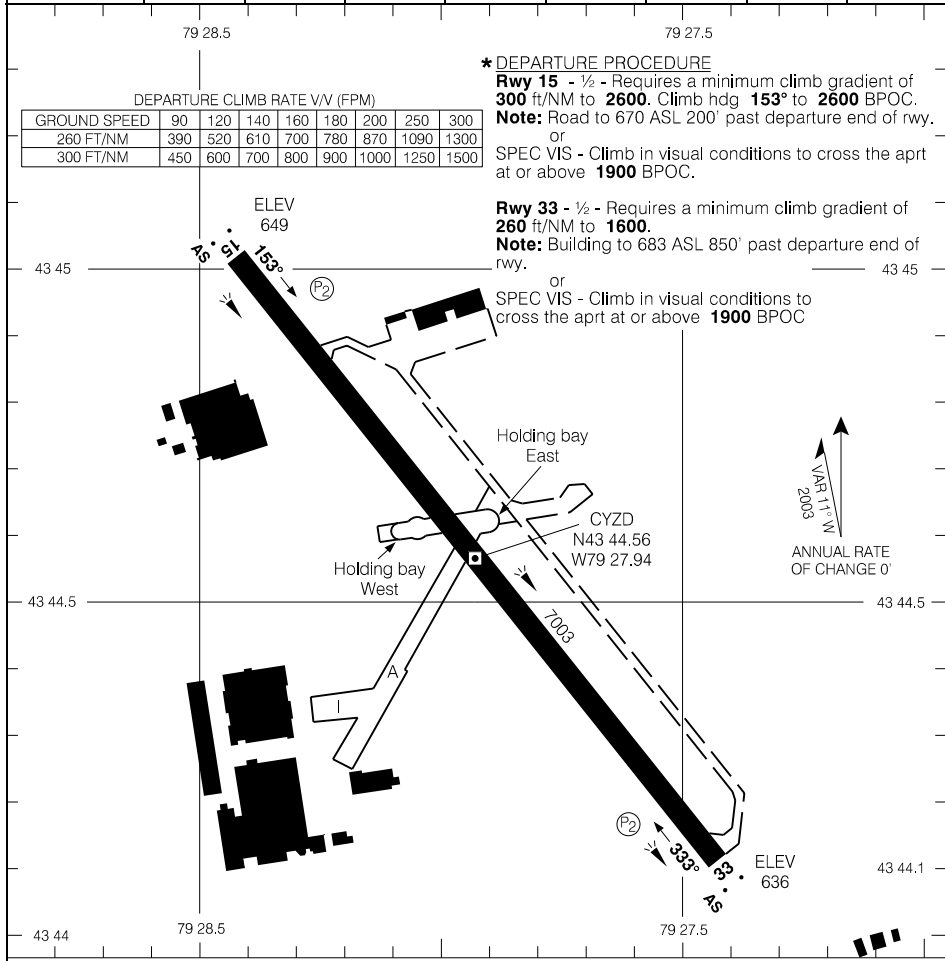 79 28.5
79 27.5
* DEPARTURE PROCEDURE
Rwy 15 - ½ - Requires a minimum climb gradient of
300 ft/NM to 2600. Climb hdg 153° to 2600 BPOC.
Note: Road to 670 ASL 200' past departure end of rwy.
or
SPEC VIS - Climb in visual conditions to cross the aprt
at or above 1900 BPOC.
Rwy 33 - ½ - Requires a minimum climb gradient of
260 ft/NM to 1600.
Note: Building to 683 ASL 850' past departure end of
rwy.
or
SPEC VIS - Climb in visual conditions to
cross the aprt at or above 1900 BPOC
DEPARTURE CLIMB RATE V/V (FPM)
GROUND SPEED 90 120 140 160 180 200 250 300
260 FT/NM 390 520 610 700 780 870 1090 1300
300 FT/NM 450 600 700 800 900 1000 1250 1500
ELEV
649
AS
15
153°
P2
43 45
43 45
Holding bay
East
CYZD
N43 44.56
W79 27.94
Holding bay
West
VAR 11° W
2003
ANNUAL RATE
OF CHANGE 0'
43 44.5
43 44.5
7003
A
I
P2
333°
33
AS
ELEV
636
43 44.1
43 44
79 28.5
79 27.5